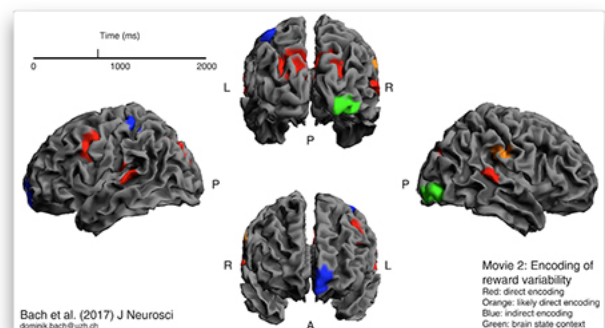 Time (ms)
0 1000 2000
L R
P
P P
R L
A
Movie 2: Encoding of
reward variability
Red: direct encoding
Orange: likely direct encoding
Blue: indirect encoding
Green: brain state context
Bach et al. (2017) J Neurosci
dominik.bach@uzh.ch